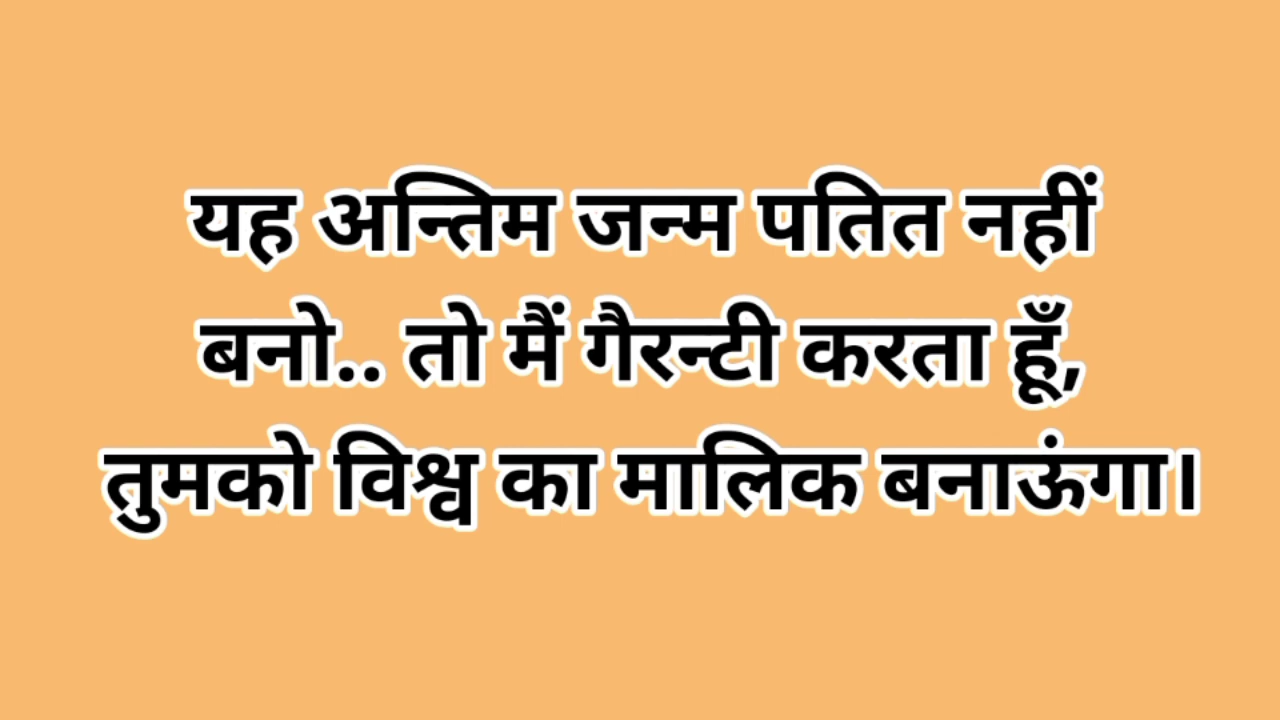 यह अन्तिम जन्म पतित नहीं
बनो.. तो मैं गैरन्टी करता हूँ,
तुमको विश्व का मालिक बनाऊंगा।